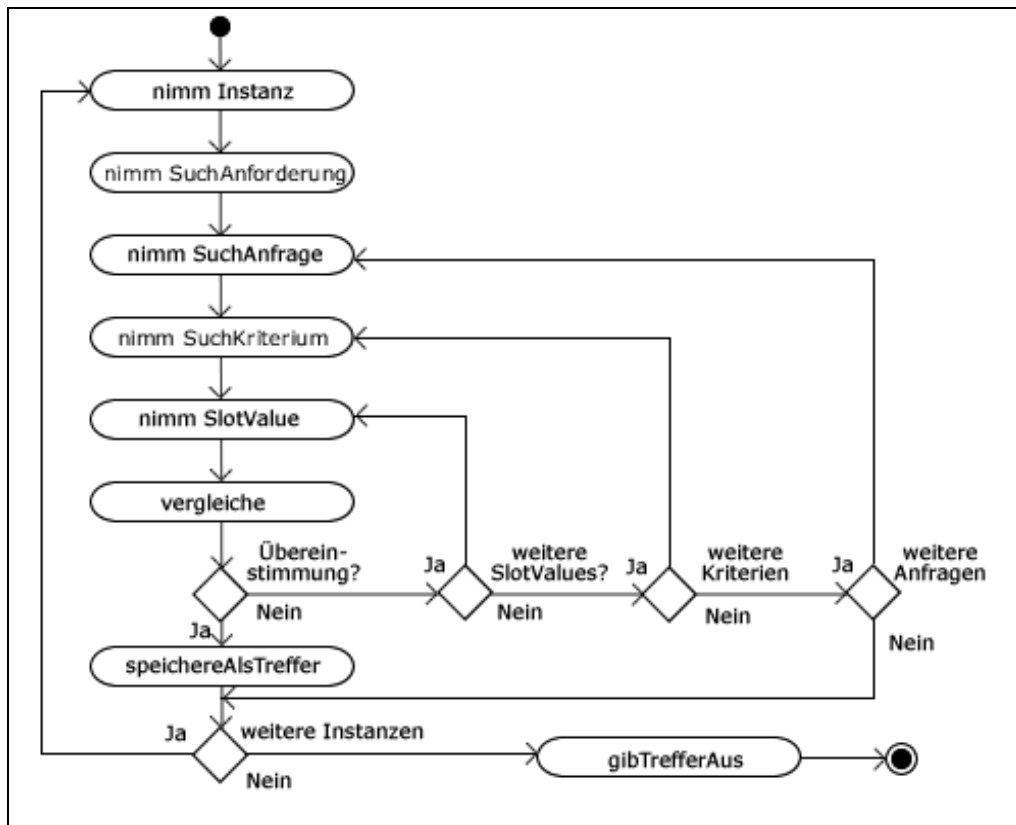 nimm Instanz
nimm SuchAnforderung
nimm SuchAnfrage
nimm SuchKriterium
nimm SlotValue
vergleiche
Überein-
stimmung?
Ja
Nein
Ja
weitere
SlotValues?
Nein
Ja
weitere
Kriterien
Nein
Ja
weitere
Anfragen
Nein
Ja
speichereAlsTreffer
Ja
weitere Instanzen
Nein
gibTrefferAus